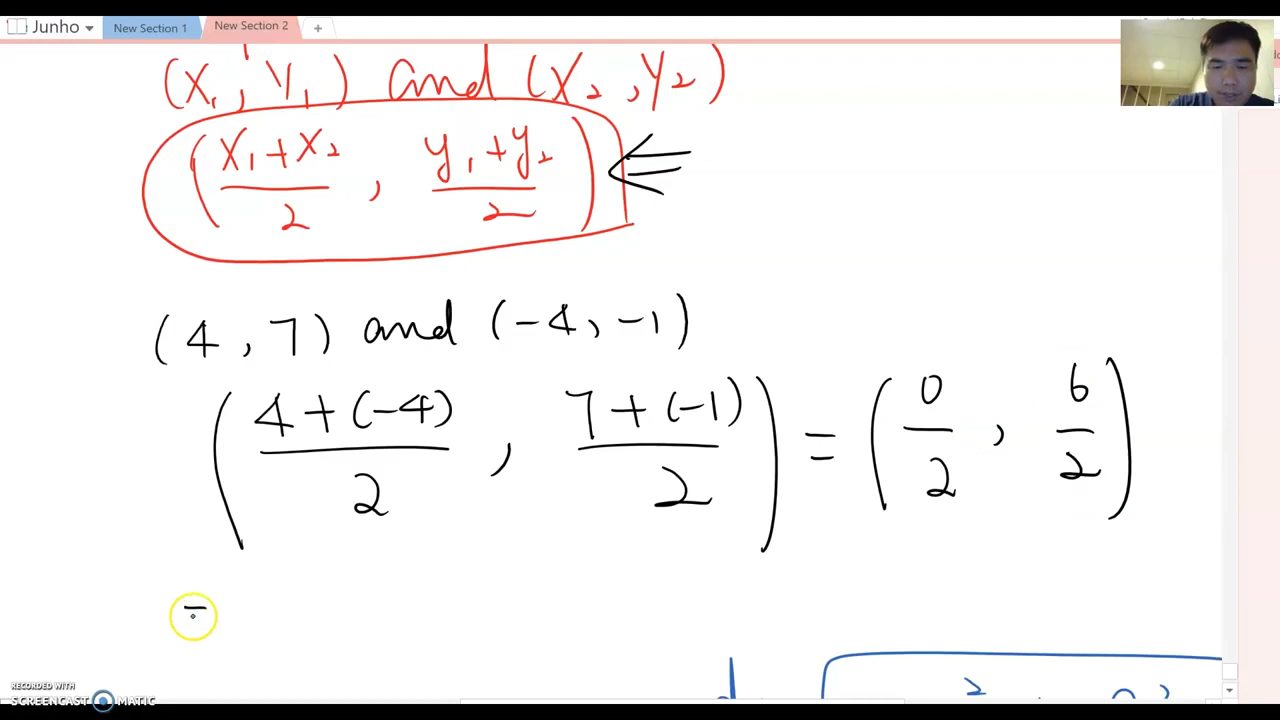 Junho New Section 1 New Section 2 +
(X₁, Y₁) and (X₂, Y₂)
(X₁+X₂/2, y₁+y₂/2)
(4, 7) and (-4, -1)
(4+(-4)/2, 7+(-1)/2) = (0/2, 6/2)
d
RECORDED WITH
SCREENCAST MATIC